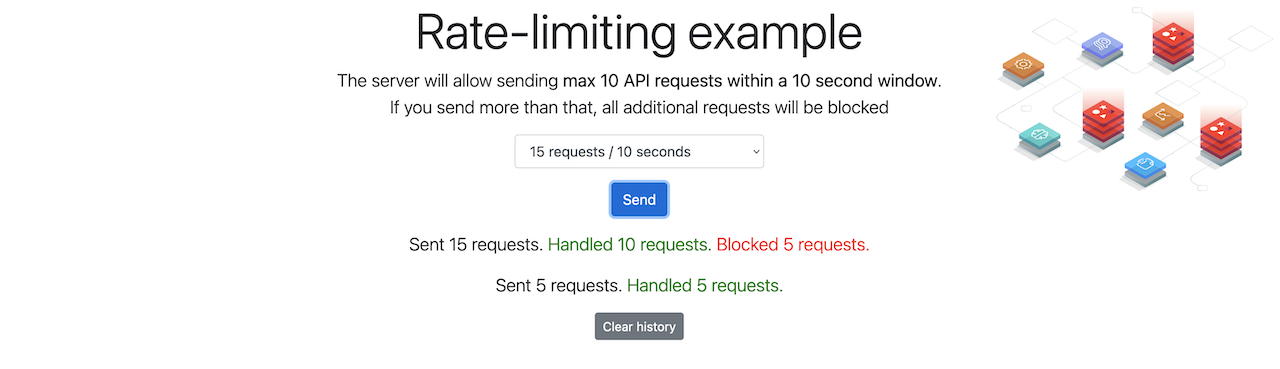 Rate-limiting example
The server will allow sending max 10 API requests within a 10 second window.
If you send more than that, all additional requests will be blocked
15 requests / 10 seconds
Send
Sent 15 requests. Handled 10 requests. Blocked 5 requests.
Sent 5 requests. Handled 5 requests.
Clear history